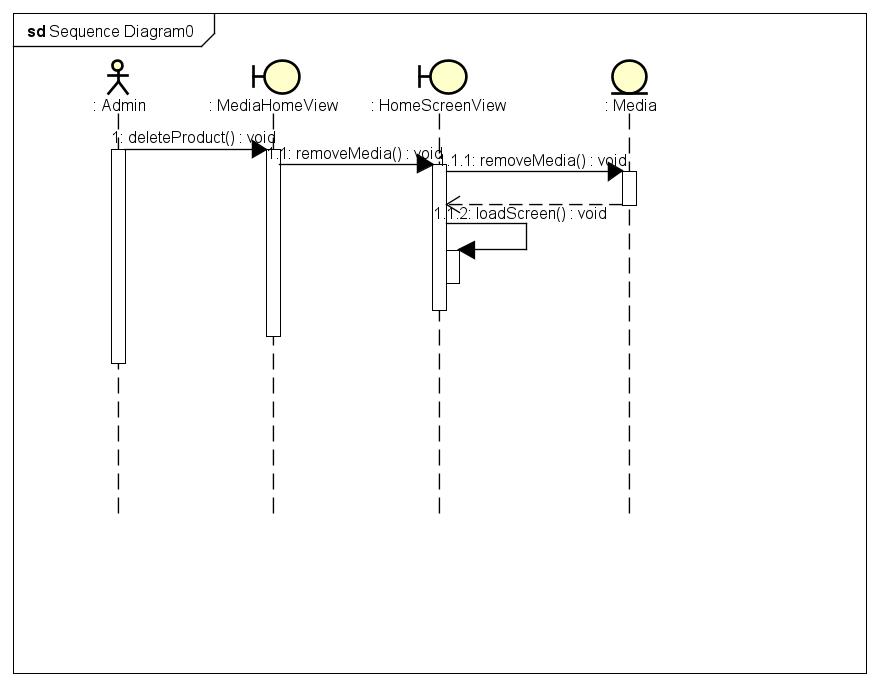 sd Sequence Diagram0
: Admin
: MediaHomeView
: HomeScreenView
: Media
1: deleteProduct() : void
1.1: removeMedia() : void
1.1.1: removeMedia() : void
1.1.2: loadScreen() : void